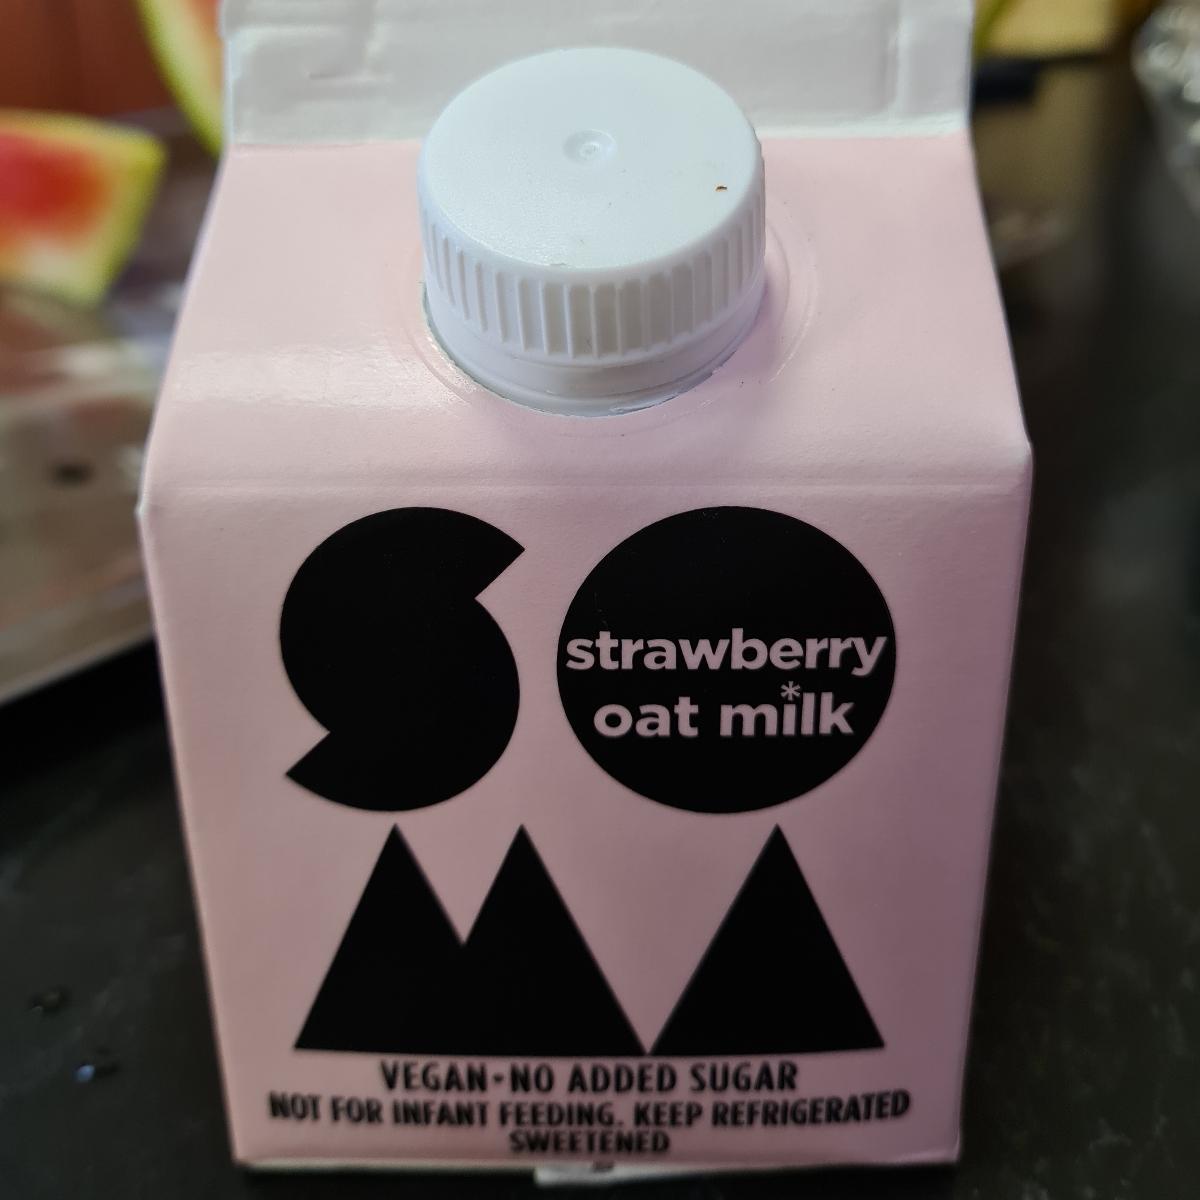 SO
strawberry
oat milk*
MA
VEGAN·NO ADDED SUGAR
NOT FOR INFANT FEEDING. KEEP REFRIGERATED
SWEETENED